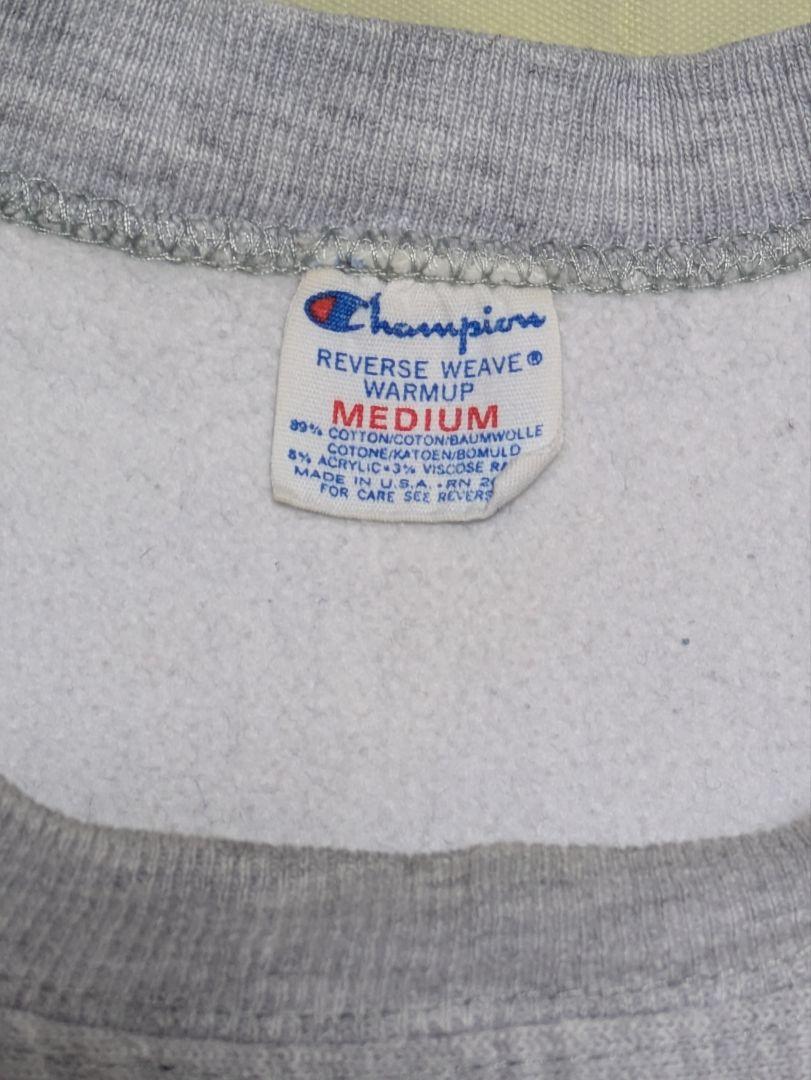 Champion
REVERSE WEAVE®
WARMUP
MEDIUM
89% COTTON/COTON/BAUMWOLLE
COTONE/KATOEN/BOMULD
8% ACRYLIC•3% VISCOSE
MADE IN U.S.A.•RN
FOR CARE SEE